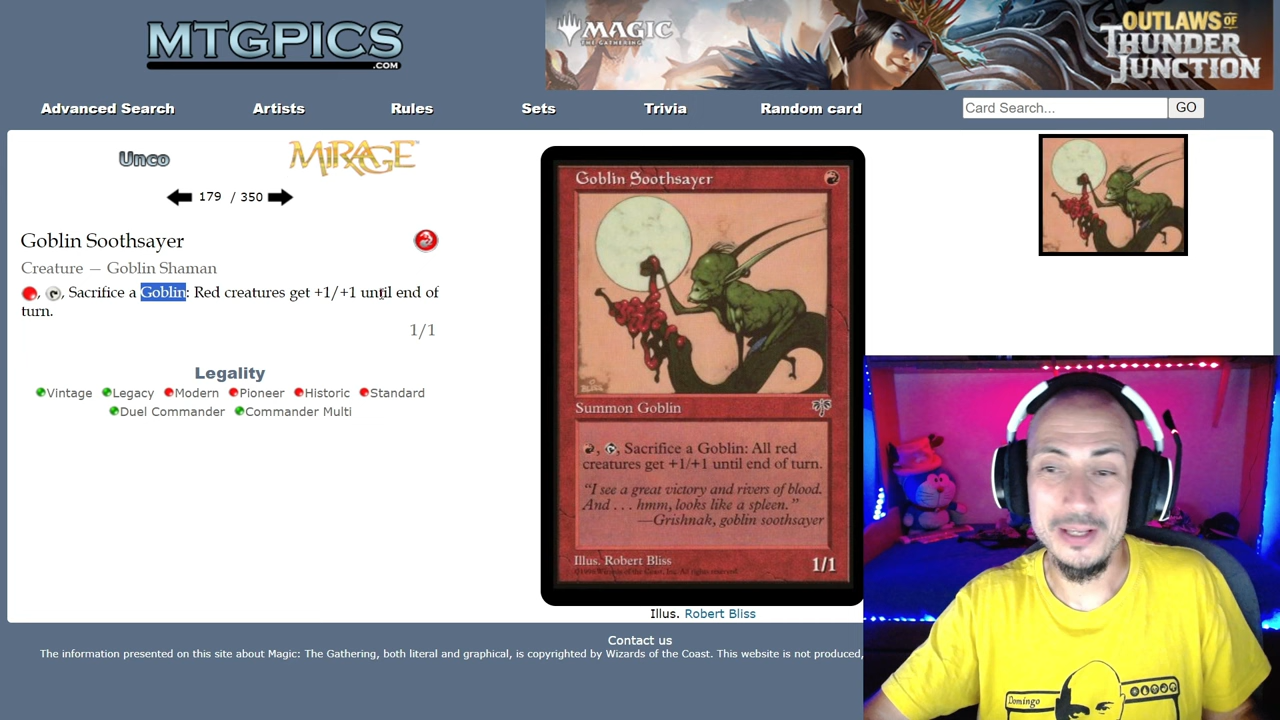 MTGPICS
.COM
MAGIC
THE GATHERING
OUTLAWS OF
THUNDER
JUNCTION
Advanced Search
Artists
Rules
Sets
Trivia
Random card
Card Search...
GO
Unco
MIRAGE
179 / 350
Goblin Soothsayer
Creature — Goblin Shaman
, , Sacrifice a Goblin: Red creatures get +1/+1 until end of
turn.
1/1
Legality
Vintage Legacy Modern Pioneer Historic Standard
Duel Commander Commander Multi
Goblin Soothsayer
Summon Goblin
, , Sacrifice a Goblin: All red
creatures get +1/+1 until end of turn.
“I see a great victory and rivers of blood.
And . . . hmm, looks like a spleen.”
—Grishnak, goblin soothsayer
Illus. Robert Bliss
1/1
Illus. Robert Bliss
Contact us
The information presented on this site about Magic: The Gathering, both literal and graphical, is copyrighted by Wizards of the Coast. This website is not produced,
Domingo